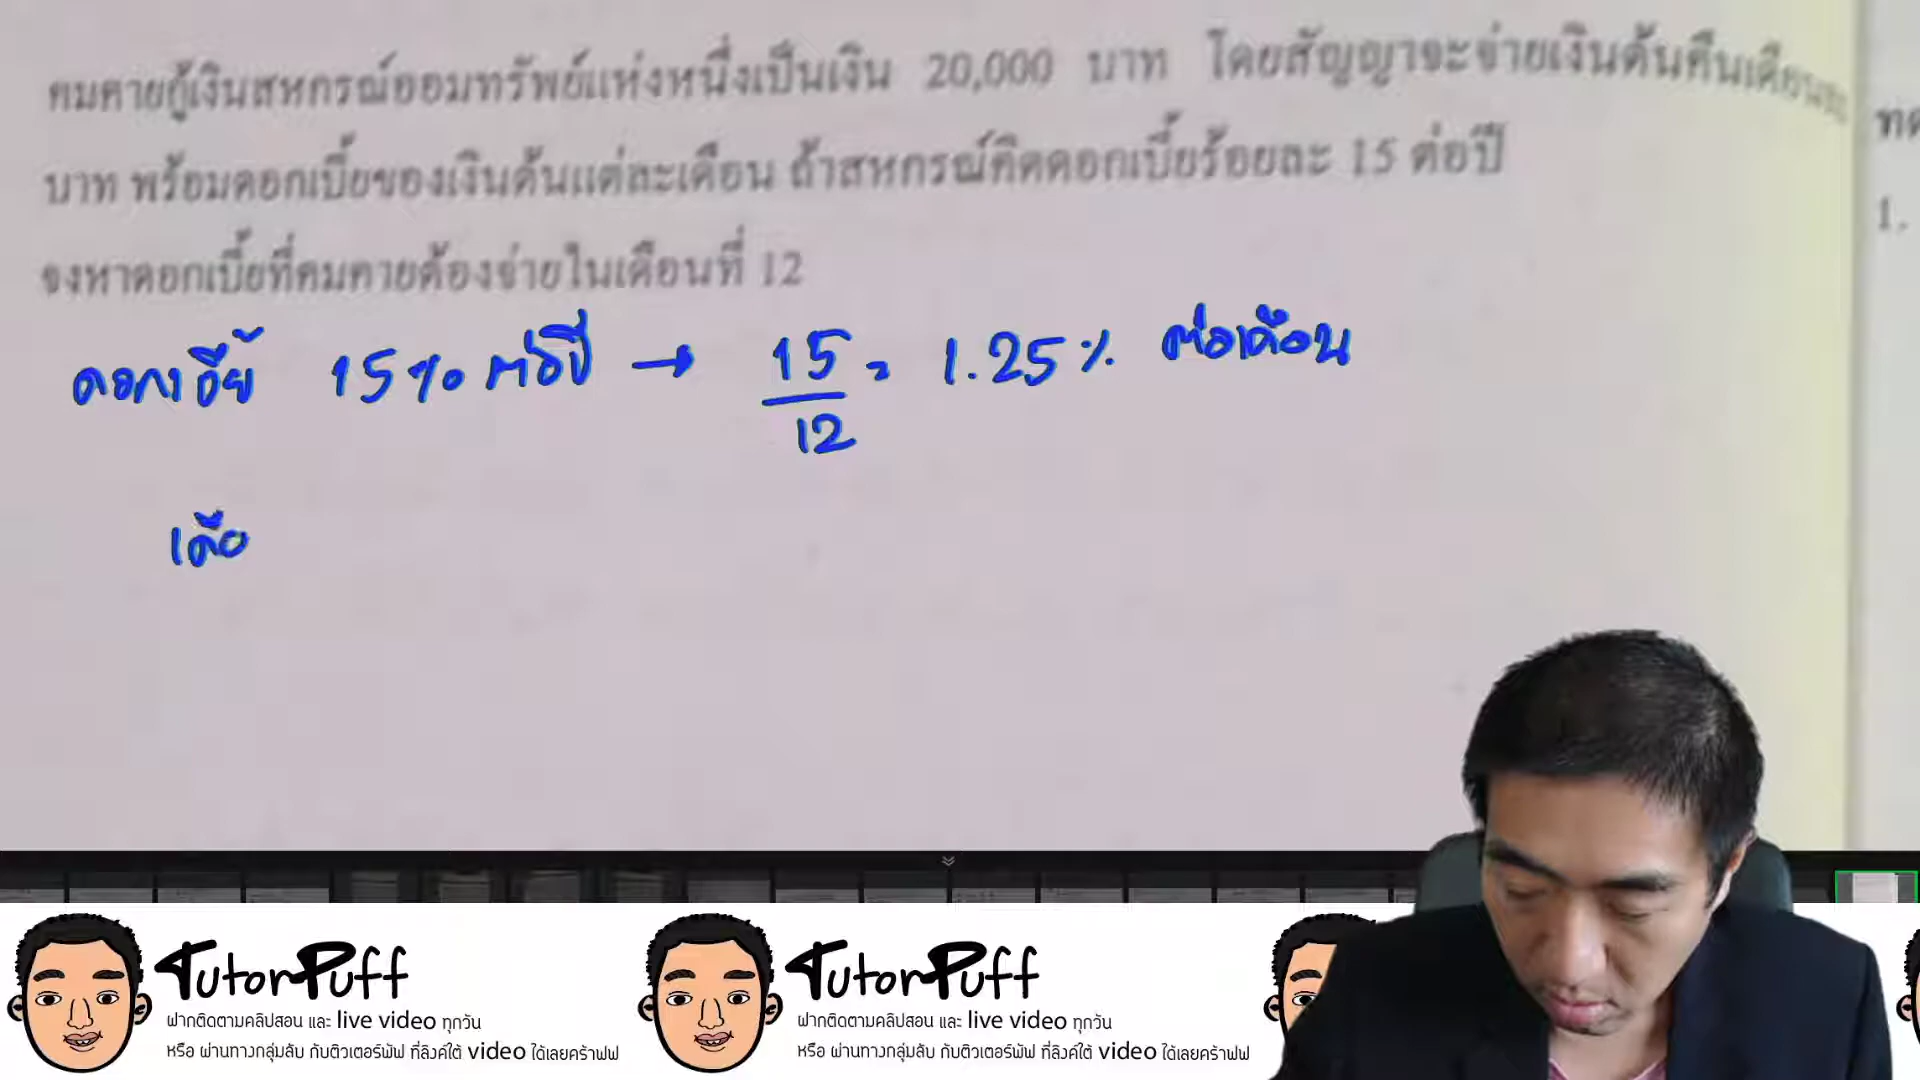 คมคายกู้เงินสหกรณ์ออมทรัพย์แห่งหนึ่งเป็นเงิน 20,000 บาท โดยสัญญาจะจ่ายเงินต้นคืนเดือนละ
บาท พร้อมดอกเบี้ยของเงินต้นแต่ละเดือน ถ้าสหกรณ์คิดดอกเบี้ยร้อยละ 15 ต่อปี
จงหาดอกเบี้ยที่คมคายต้องจ่ายในเดือนที่ 12
1.
ดอกเบี้ย 15% ต่อปี → 15/12 = 1.25% ต่อเดือน
เดือ
TutorPuff
ฝากติดตามคลิปสอน และ live video ทุกวัน
หรือ ผ่านทางกลุ่มลับ กับติวเตอร์พัฟ ที่ลิงค์ใต้ video ได้เลยคร้าฟฟ
TutorPuff
ฝากติดตามคลิปสอน และ live video ทุกวัน
หรือ ผ่านทางกลุ่มลับ กับติวเตอร์พัฟ ที่ลิงค์ใต้ video ได้เลยคร้าฟฟ